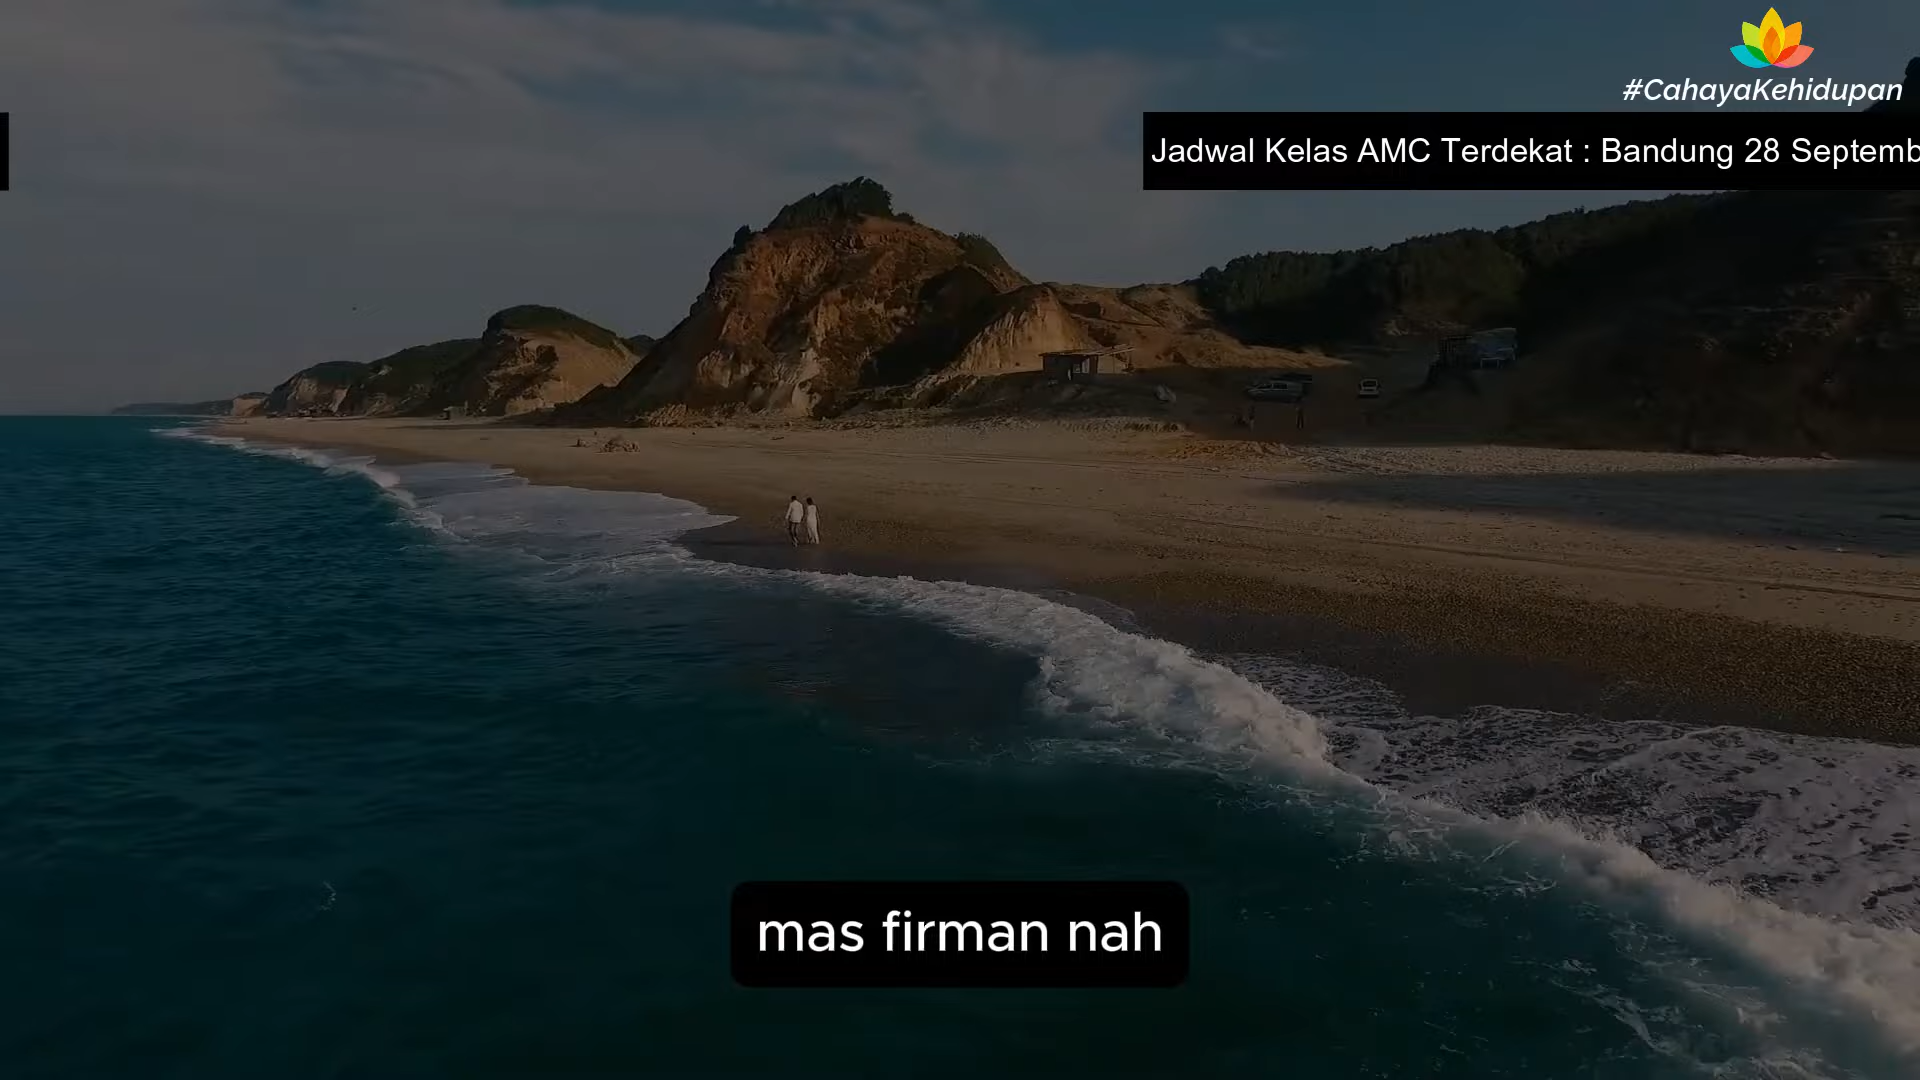 #CahayaKehidupan
Jadwal Kelas AMC Terdekat : Bandung 28 Septemb
mas firman nah